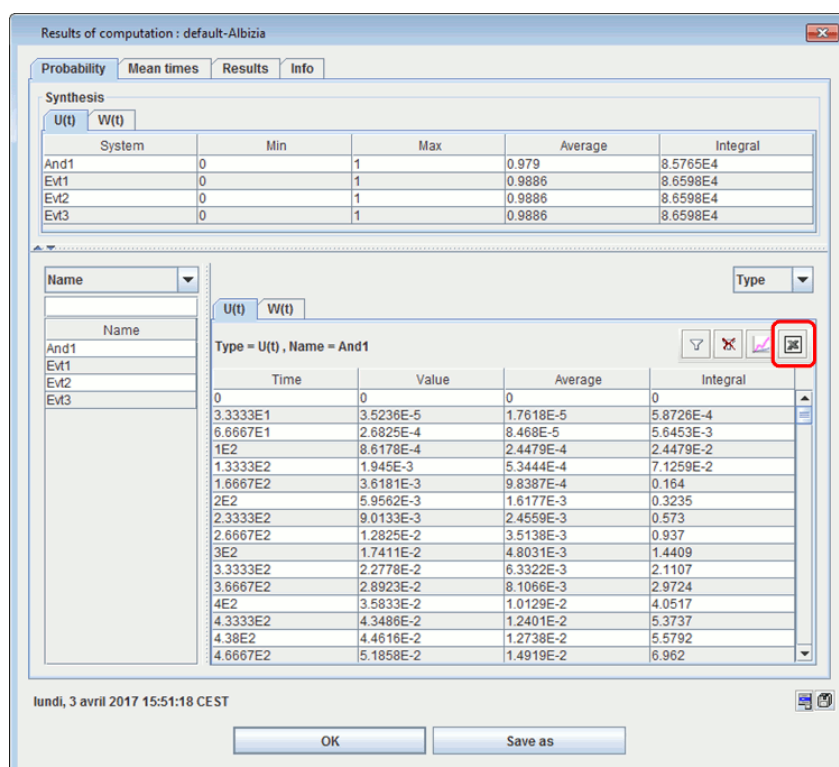 Results of computation : default-Albizia
Probability Mean times Results Info
Synthesis
U(t) W(t)
System Min Max Average Integral
And1 0 1 0.979 8.5765E4
Evt1 0 1 0.9886 8.6598E4
Evt2 0 1 0.9886 8.6598E4
Evt3 0 1 0.9886 8.6598E4
Name
Name
And1
Evt1
Evt2
Evt3
Type
U(t) W(t)
Type = U(t) , Name = And1
Time Value Average Integral
0 0 0 0
3.3333E1 3.5236E-5 1.7618E-5 5.8726E-4
6.6667E1 2.6825E-4 8.468E-5 5.6453E-3
1E2 8.6178E-4 2.4479E-4 2.4479E-2
1.3333E2 1.945E-3 5.3444E-4 7.1259E-2
1.6667E2 3.6181E-3 9.8387E-4 0.164
2E2 5.9562E-3 1.6177E-3 0.3235
2.3333E2 9.0133E-3 2.4559E-3 0.573
2.6667E2 1.2825E-2 3.5138E-3 0.937
3E2 1.7411E-2 4.8031E-3 1.4409
3.3333E2 2.2778E-2 6.3322E-3 2.1107
3.6667E2 2.8923E-2 8.1066E-3 2.9724
4E2 3.5833E-2 1.0129E-2 4.0517
4.3333E2 4.3486E-2 1.2401E-2 5.3737
4.38E2 4.4616E-2 1.2738E-2 5.5792
4.6667E2 5.1858E-2 1.4919E-2 6.962
lundi, 3 avril 2017 15:51:18 CEST
OK Save as